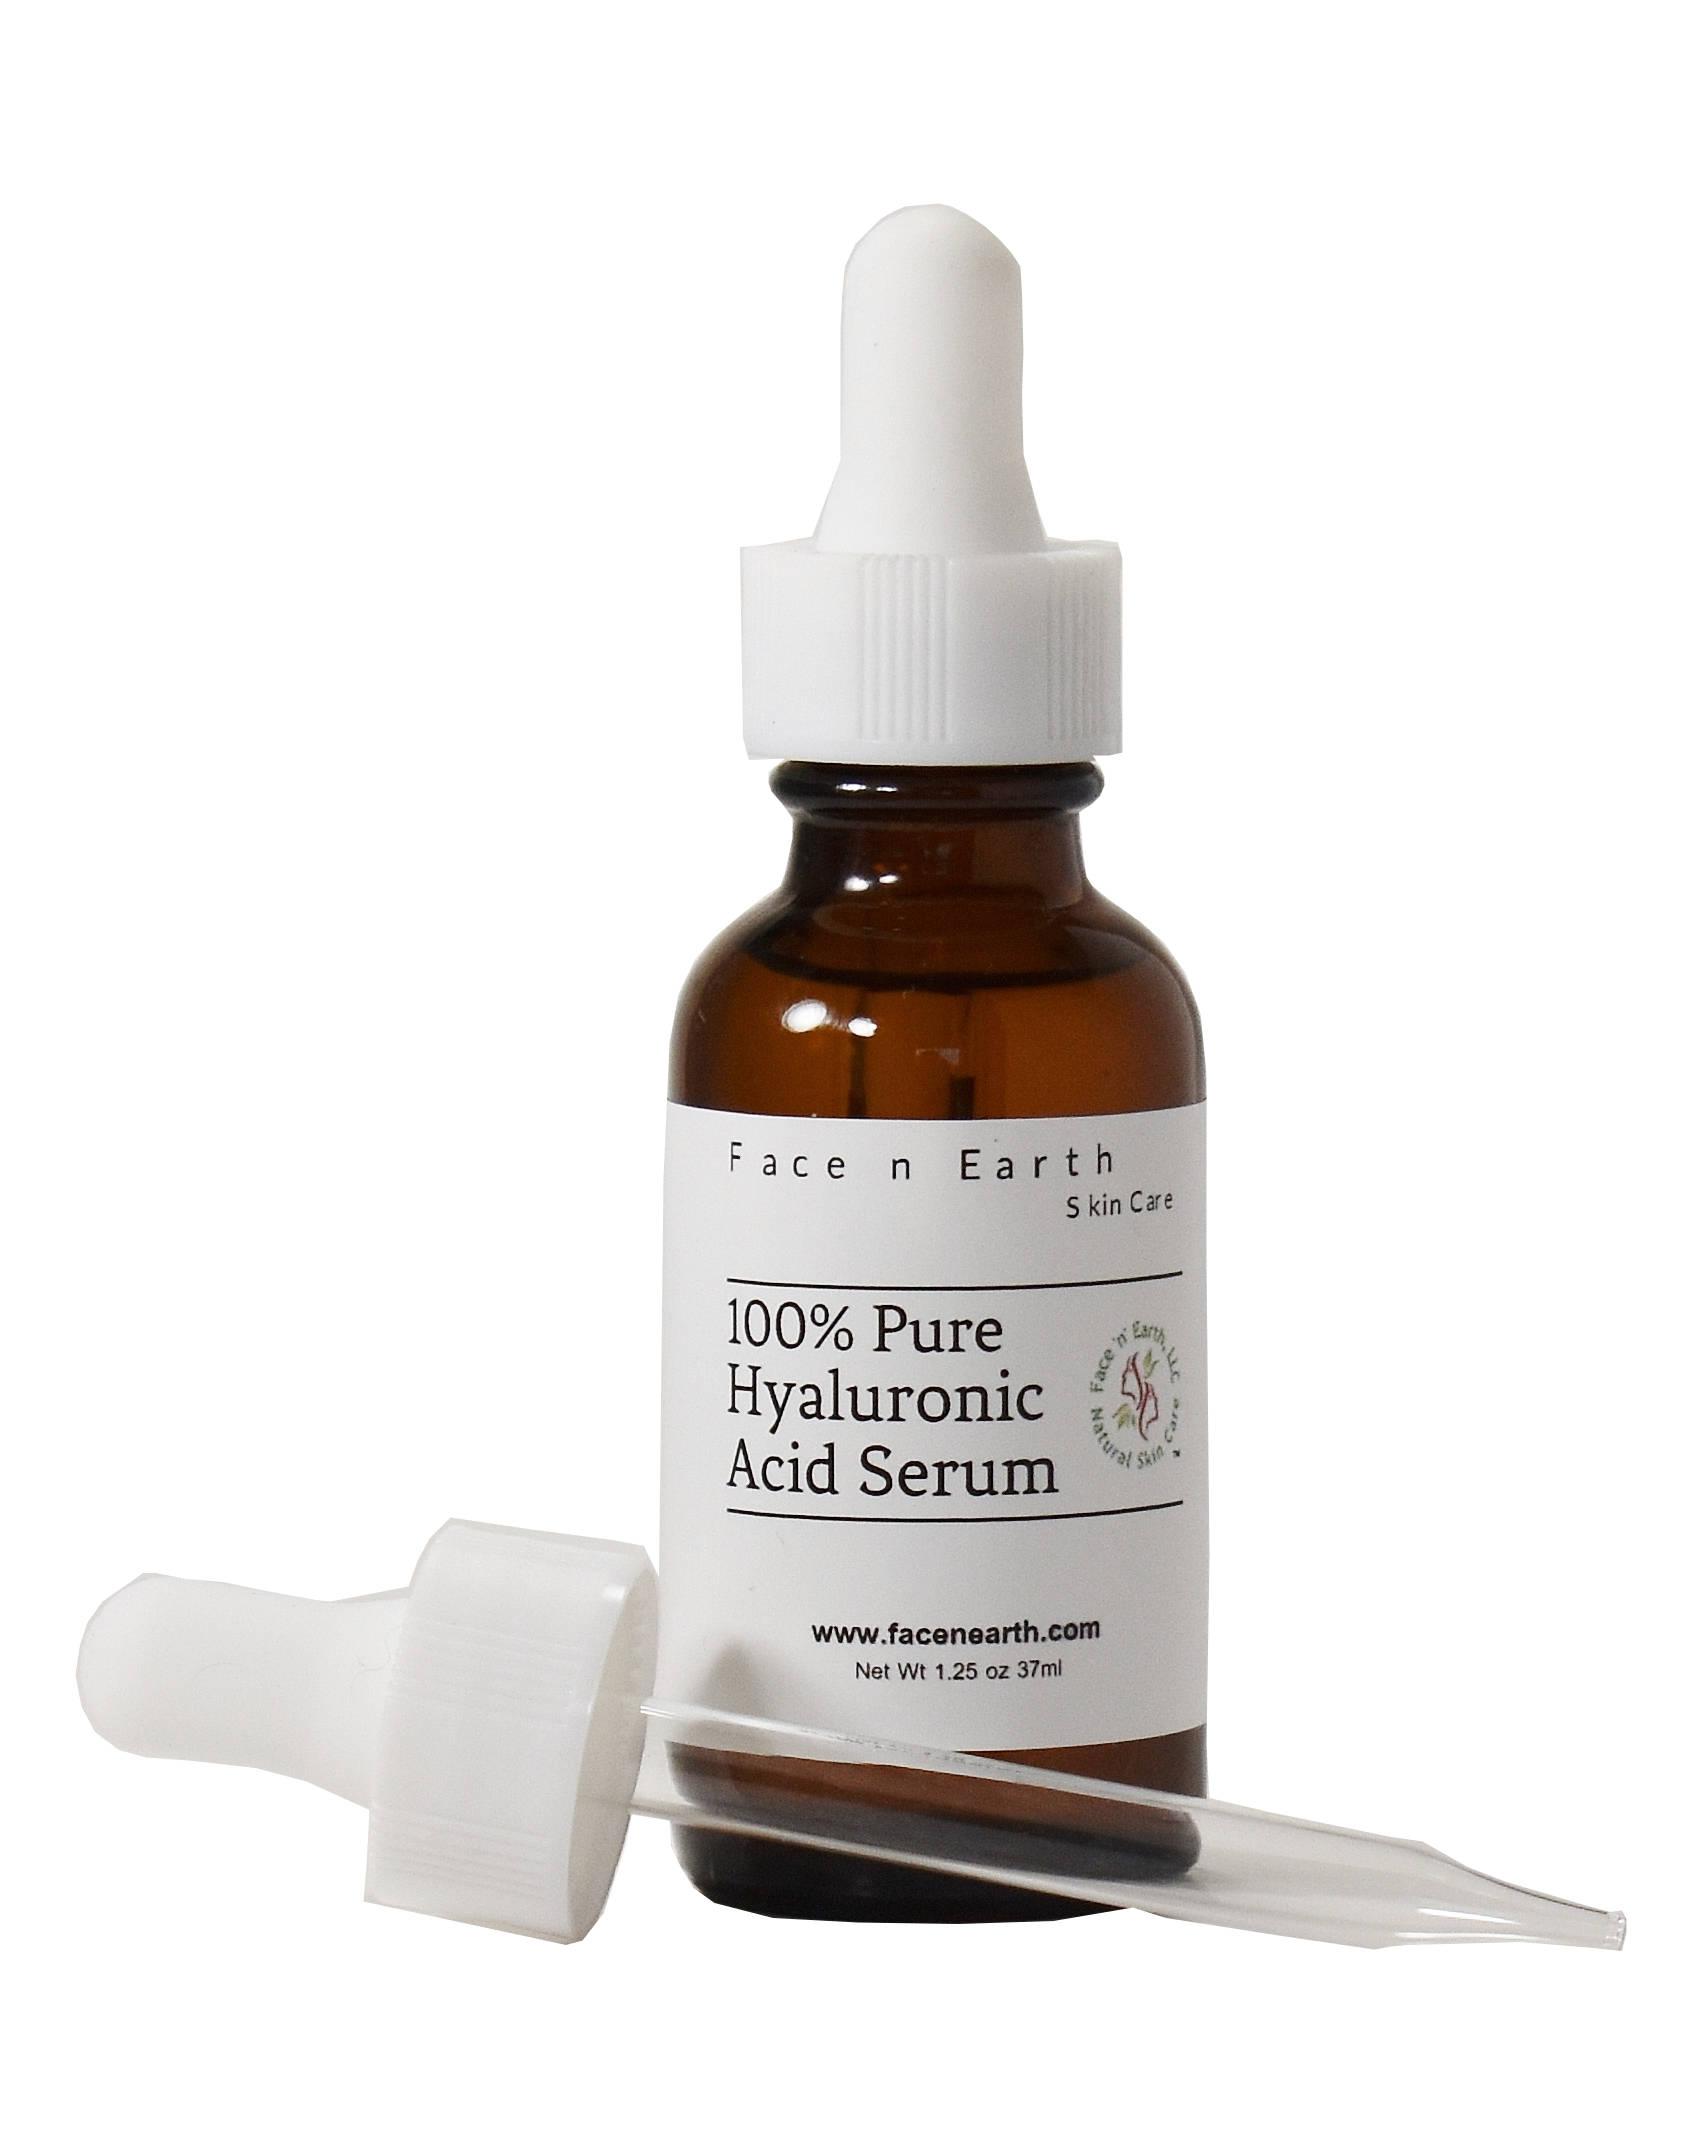 Face n Earth
Skin Care
100% Pure
Hyaluronic
Acid Serum
Face 'n' Earth, LLC
Natural Skin Care
www.facenearth.com
Net Wt 1.25 oz 37ml